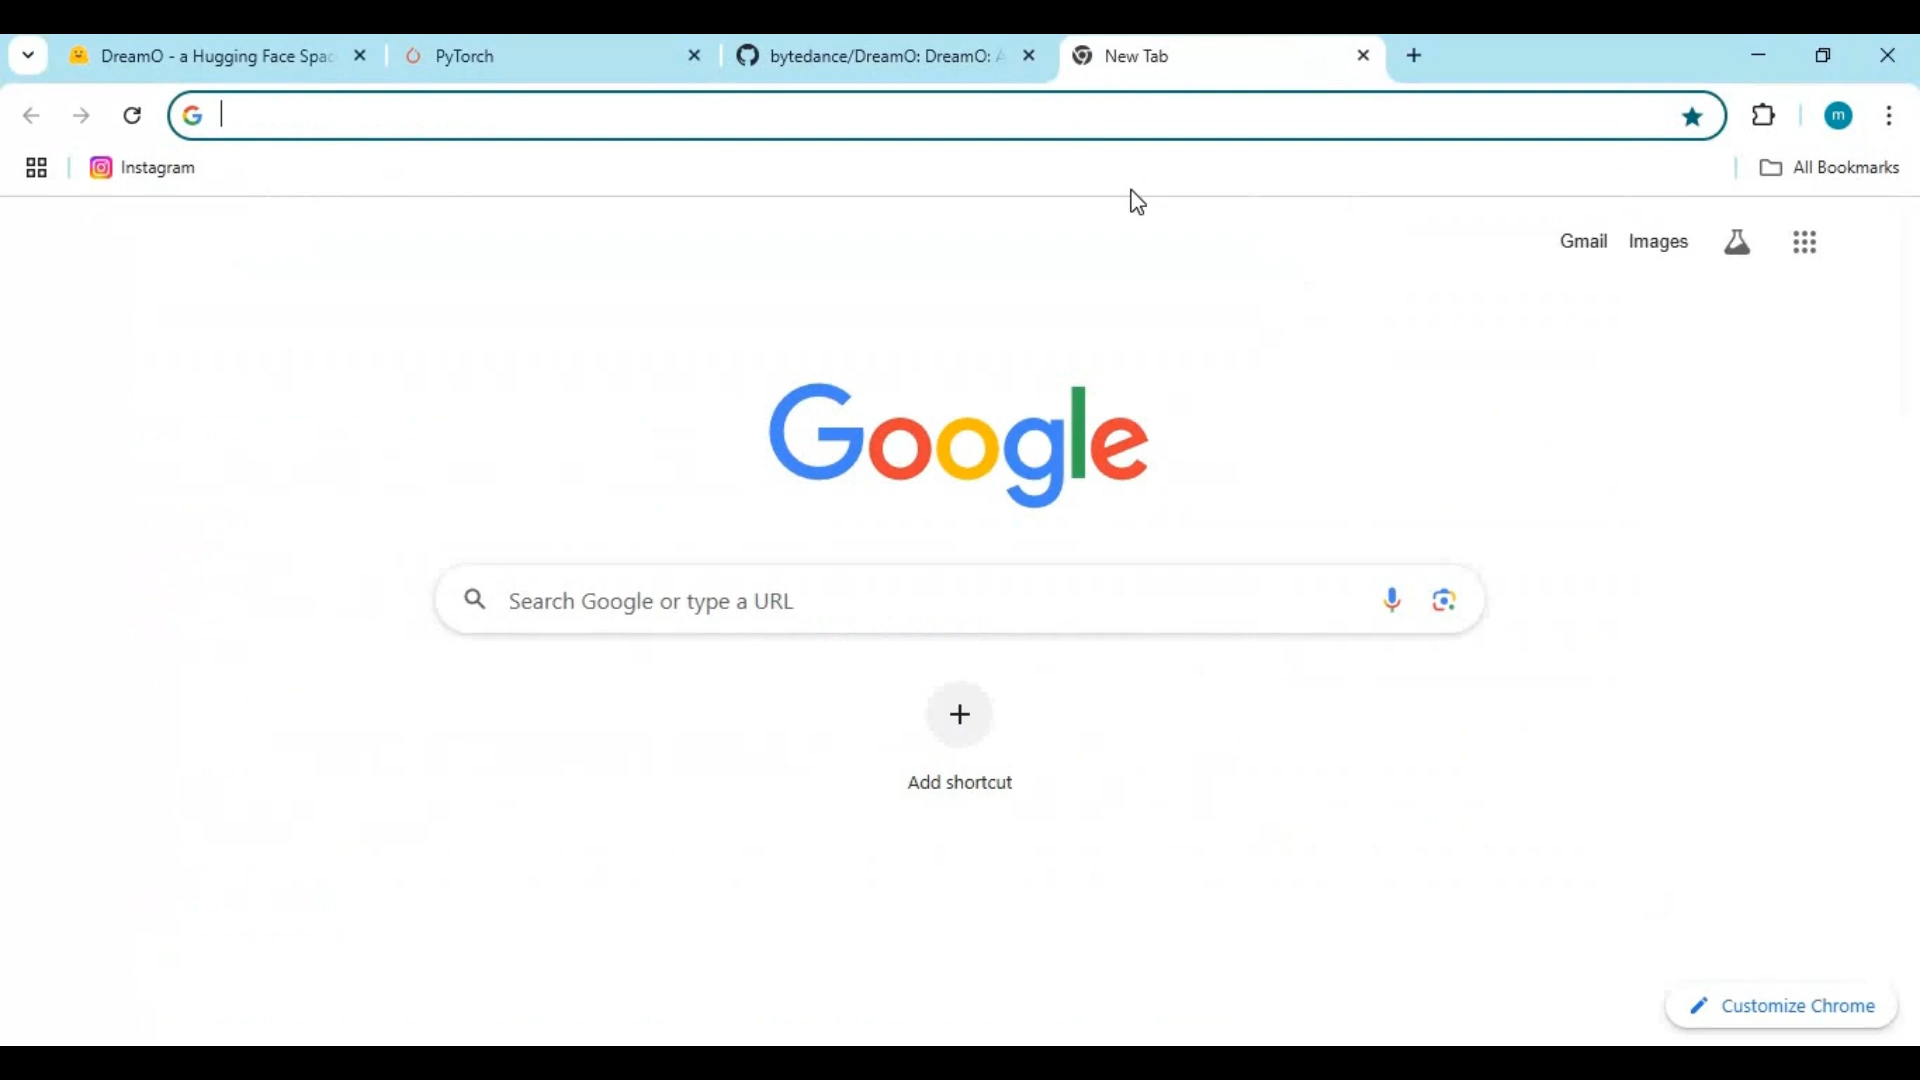 DreamO - a Hugging Face Spac
PyTorch
bytedance/DreamO: DreamO: A
New Tab
m
Instagram
All Bookmarks
Gmail
Images
Google
Search Google or type a URL
Add shortcut
Customize Chrome